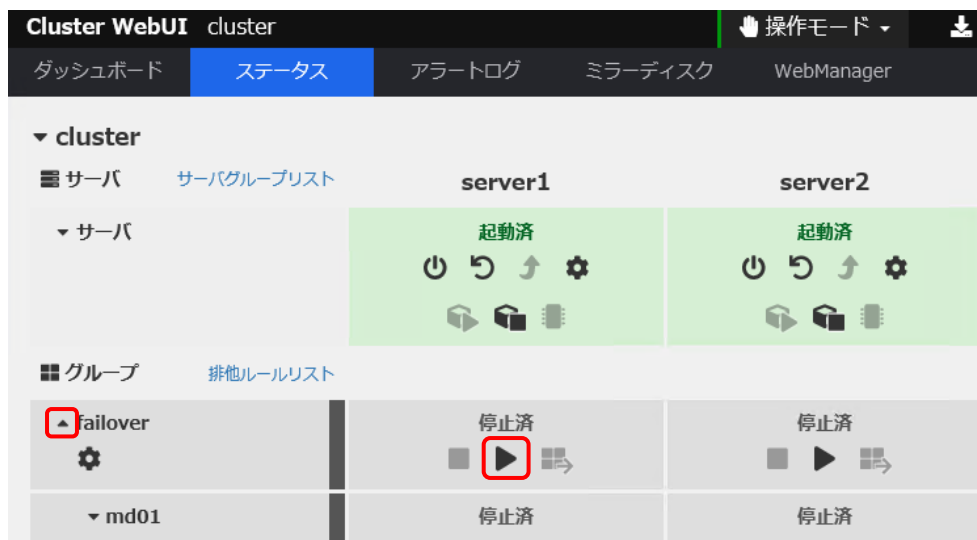 Cluster WebUI cluster 操作モード
ダッシュボード ステータス アラートログ ミラーディスク WebManager
cluster
サーバ サーバグループリスト server1 server2
サーバ 起動済 起動済
グループ 排他ルールリスト
failover 停止済 停止済
md01 停止済 停止済